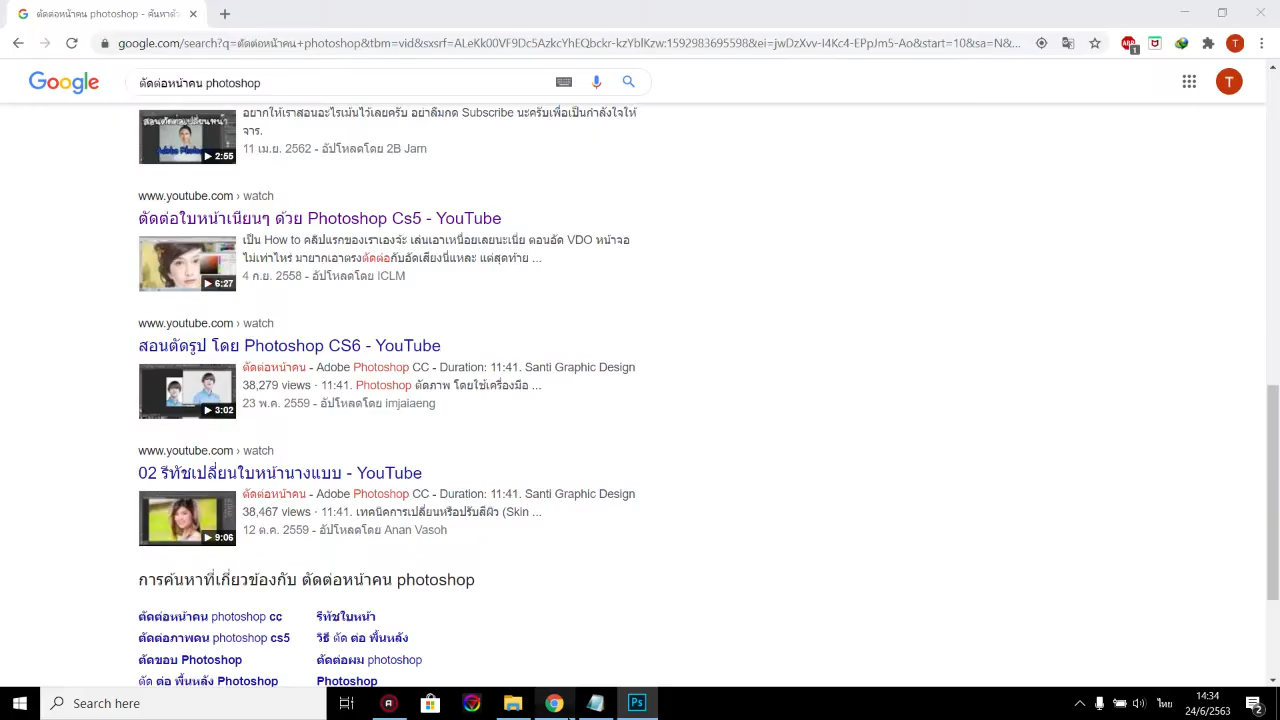 ตัดต่อหน้าคน photoshop - ค้นหาด้ว
google.com/search?q=ตัดต่อหน้าคน+photoshop&tbm=vid&sxsrf=ALeKk00VF9Dc5AzkcYhEQbckr-kzYblKzw:1592983695598&ei=jwDzXvv-I4Kc4-EPpJm5-Ao&start=10&sa=N&...
1
T
Google
ตัดต่อหน้าคน photoshop
T
อยากให้เราสอนอะไรเม้นไว้เลยครับ อย่าลืมกด Subscribe นะครับเพื่อเป็นกำลังใจให้
จาร.
11 เม.ย. 2562 - อัปโหลดโดย 2B Jarn
สอนตัดต่อเปลี่ยนหน้า
2:55
www.youtube.com › watch
ตัดต่อใบหน้าเนียนๆ ด้วย Photoshop Cs5 - YouTube
เป็น How to คลิปแรกของเราเองจ้ะ เล่นเอาเหนื่อยเลยนะเนี่ย ตอนอัด VDO หน้าจอ
ไม่เท่าไหร่ มายากเอาตรงตัดต่อกับอัดเสียงนี่แหละ แต่สุดท้าย ...
4 ก.ย. 2558 - อัปโหลดโดย ICLM
6:27
www.youtube.com › watch
สอนตัดรูป โดย Photoshop CS6 - YouTube
ตัดต่อหน้าคน - Adobe Photoshop CC - Duration: 11:41. Santi Graphic Design
38,279 views · 11:41. Photoshop ตัดภาพ โดยใช้เครื่องมือ ...
23 พ.ค. 2559 - อัปโหลดโดย imjaiaeng
3:02
www.youtube.com › watch
02 รีทัชเปลี่ยนใบหน้านางแบบ - YouTube
ตัดต่อหน้าคน - Adobe Photoshop CC - Duration: 11:41. Santi Graphic Design
38,467 views · 11:41. เทคนิคการเปลี่ยนหรือปรับสีผิว (Skin ...
12 ต.ค. 2559 - อัปโหลดโดย Anan Vasoh
9:06
การค้นหาที่เกี่ยวข้องกับ ตัดต่อหน้าคน photoshop
ตัดต่อหน้าคน photoshop cc
รีทัชใบหน้า
ตัดต่อภาพคน photoshop cs5
วิธี ตัด ต่อ พื้นหลัง
ตัดขอบ Photoshop
ตัดต่อผม photoshop
ตัด ต่อ พื้นหลัง Photoshop
Photoshop
Search here
Ps
ไทย
14:34
24/6/2563
2